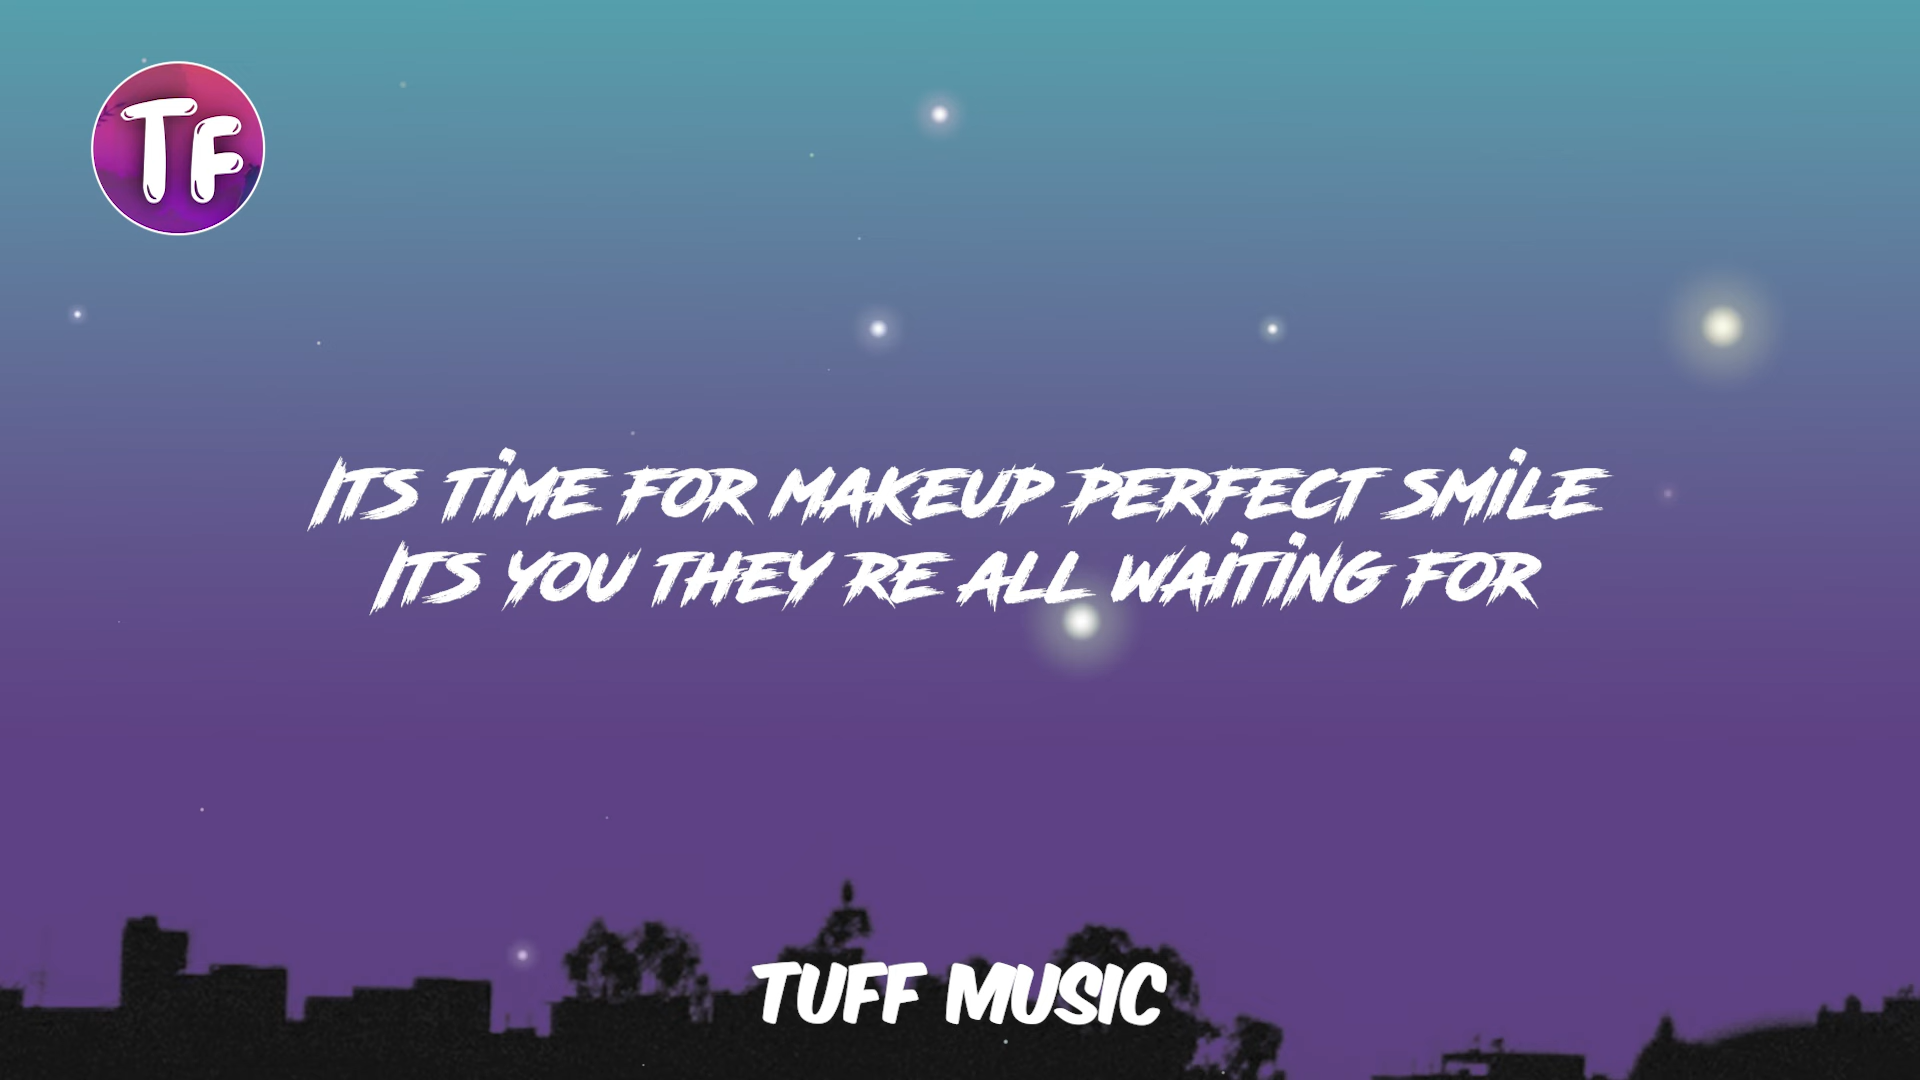 TF
ITS TIME FOR MAKEUP PERFECT SMILE
ITS YOU THEY RE ALL WAITING FOR
TUFF MUSIC